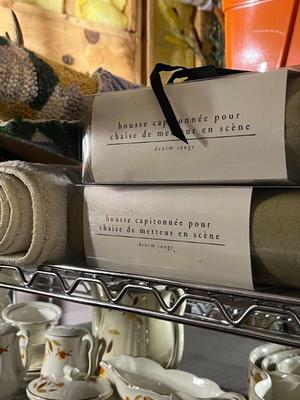 housse capitonnée pour
chaise de metteur en scène
denim sauge
housse capitonnée pour
chaise de metteur en scène
denim sauge